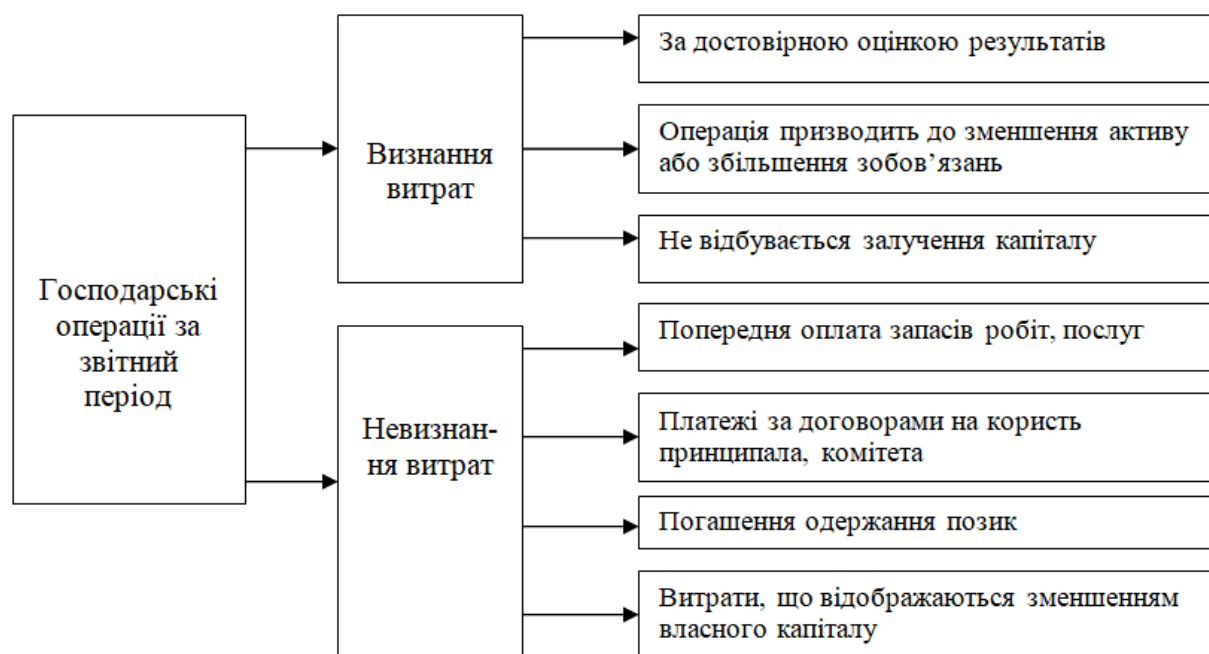 Господарські
операції за
звітний
період
Визнання
витрат
За достовірною оцінкою результатів
Операція призводить до зменшення активу
або збільшення зобов’язань
Не відбувається залучення капіталу
Невизнан-
ня витрат
Попередня оплата запасів робіт, послуг
Платежі за договорами на користь
принципала, комітета
Погашення одержання позик
Витрати, що відображаються зменшенням
власного капіталу